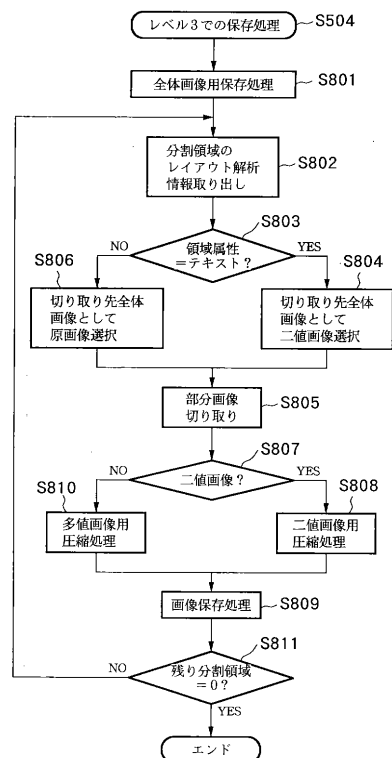 レベル3での保存処理
S504
全体画像用保存処理
S801
分割領域の
レイアウト解析
情報取り出し
S802
S803
領域属性
=テキスト?
NO
YES
S806
切り取り先全体
画像として
原画像選択
S804
切り取り先全体
画像として
二値画像選択
部分画像
切り取り
S805
S807
二値画像?
NO
YES
S810
多値画像用
圧縮処理
S808
二値画像用
圧縮処理
画像保存処理
S809
S811
残り分割領域
=0?
NO
YES
エンド